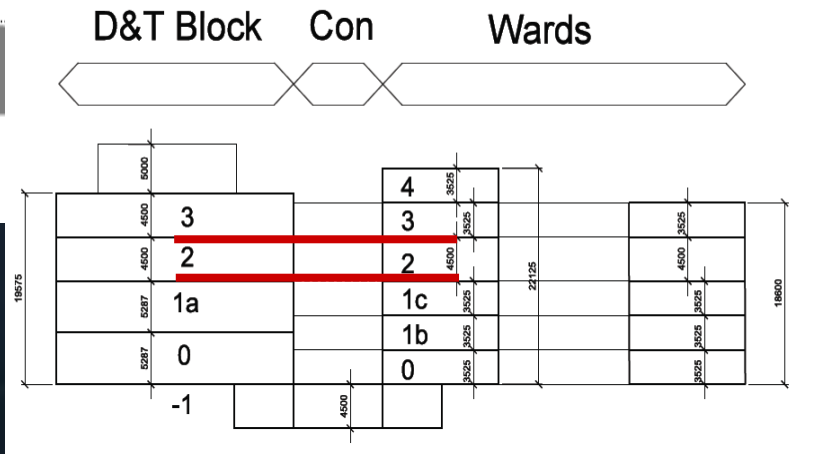 D&T Block Con Wards
5000
4 3525
4500 3 3 3525 3525
4500 2 2 4500 4500
19575 22125 18600
5287 1a 1c 3525 3525
1b 3525 3525
5287 0 0 3525 3525
-1 4500